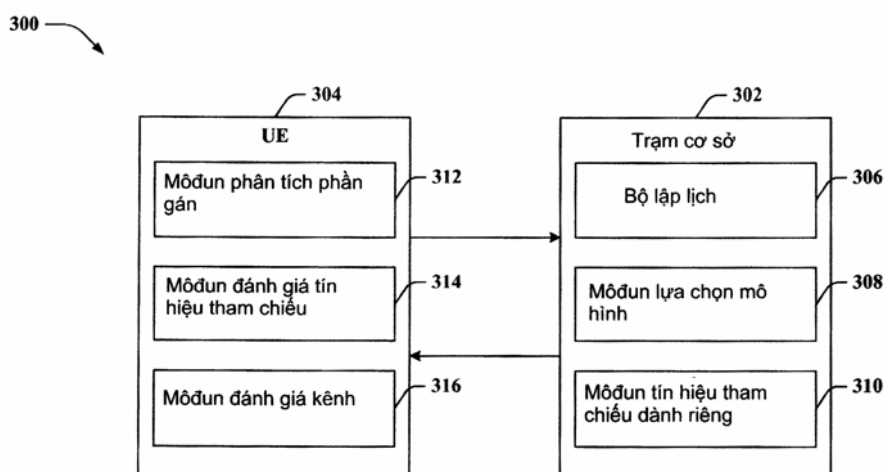 300
304
302
UE
Trạm cơ sở
Môđun phân tích phần
gán
312
Bộ lập lịch
306
Môđun đánh giá tín
hiệu tham chiếu
314
Môđun lựa chọn mô
hình
308
Môđun đánh giá kênh
316
Môđun tín hiệu tham
chiếu dành riêng
310